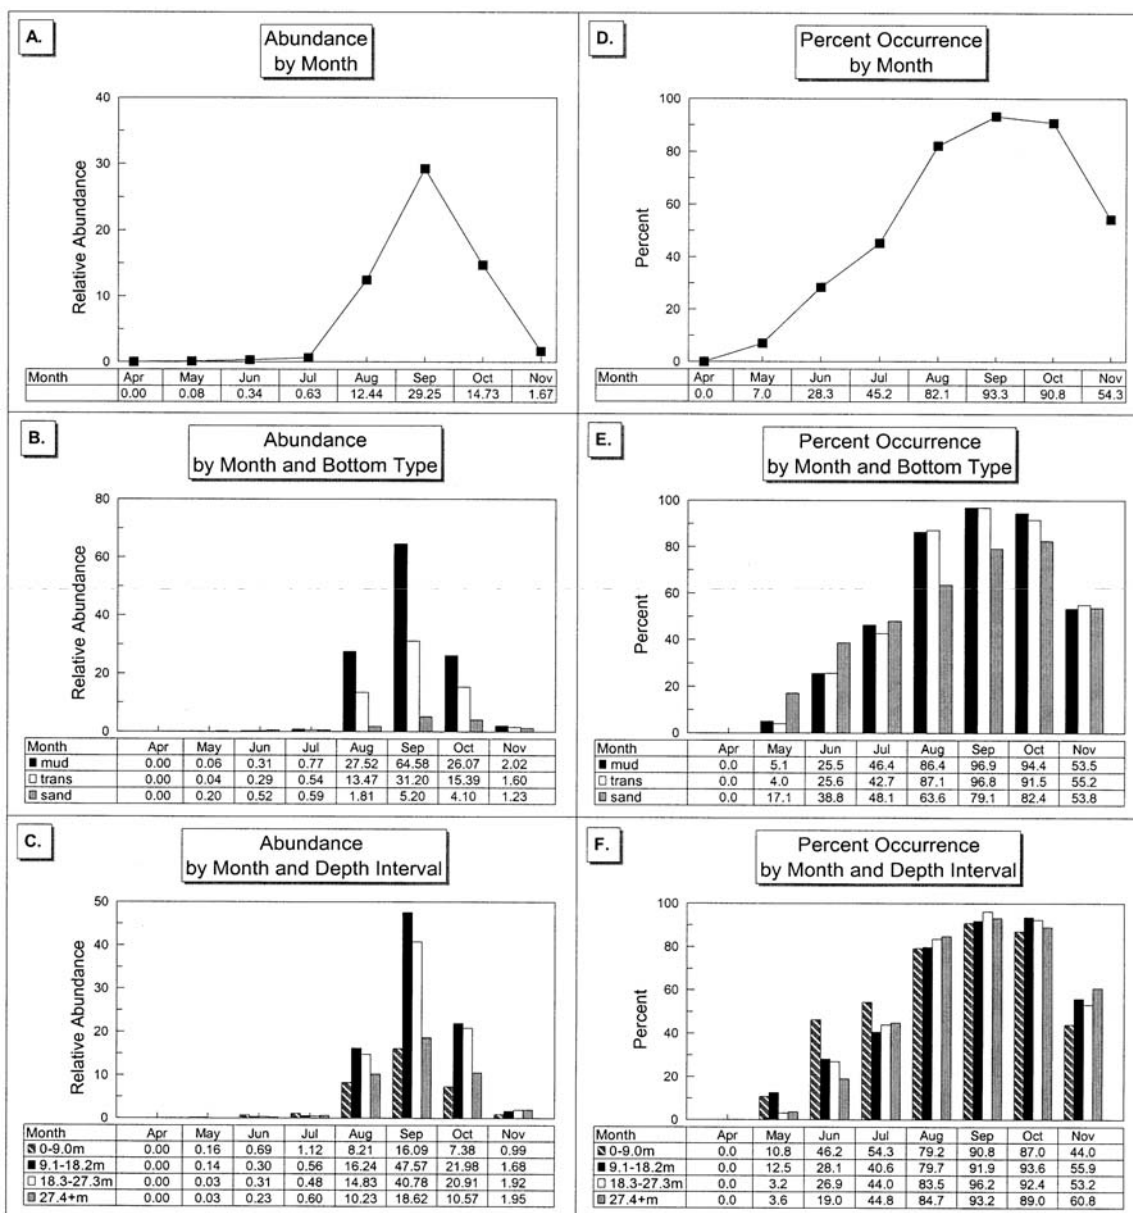 A.
Abundance
by Month
Relative Abundance
40
30
20
10
0
Month Apr May Jun Jul Aug Sep Oct Nov
0.00 0.08 0.34 0.63 12.44 29.25 14.73 1.67
D.
Percent Occurrence
by Month
Percent
100
80
60
40
20
0
Month Apr May Jun Jul Aug Sep Oct Nov
0.0 7.0 28.3 45.2 82.1 93.3 90.8 54.3
B.
Abundance
by Month and Bottom Type
Relative Abundance
80
60
40
20
0
Month Apr May Jun Jul Aug Sep Oct Nov
mud 0.00 0.06 0.31 0.77 27.52 64.58 26.07 2.02
trans 0.00 0.04 0.29 0.54 13.47 31.20 15.39 1.60
sand 0.00 0.20 0.52 0.59 1.81 5.20 4.10 1.23
E.
Percent Occurrence
by Month and Bottom Type
Percent
100
80
60
40
20
0
Month Apr May Jun Jul Aug Sep Oct Nov
mud 0.0 5.1 25.5 46.4 86.4 96.9 94.4 53.5
trans 0.0 4.0 25.6 42.7 87.1 96.8 91.5 55.2
sand 0.0 17.1 38.8 48.1 63.6 79.1 82.4 53.8
C.
Abundance
by Month and Depth Interval
Relative Abundance
50
40
30
20
10
0
Month Apr May Jun Jul Aug Sep Oct Nov
0-9.0m 0.00 0.16 0.69 1.12 8.21 16.09 7.38 0.99
9.1-18.2m 0.00 0.14 0.30 0.56 16.24 47.57 21.98 1.68
18.3-27.3m 0.00 0.03 0.31 0.48 14.83 40.78 20.91 1.92
27.4+m 0.00 0.03 0.23 0.60 10.23 18.62 10.57 1.95
F.
Percent Occurrence
by Month and Depth Interval
Percent
100
80
60
40
20
0
Month Apr May Jun Jul Aug Sep Oct Nov
0-9.0m 0.0 10.8 46.2 54.3 79.2 90.8 87.0 44.0
9.1-18.2m 0.0 12.5 28.1 40.6 79.7 91.9 93.6 55.9
18.3-27.3m 0.0 3.2 26.9 44.0 83.5 96.2 92.4 53.2
27.4+m 0.0 3.6 19.0 44.8 84.7 93.2 89.0 60.8